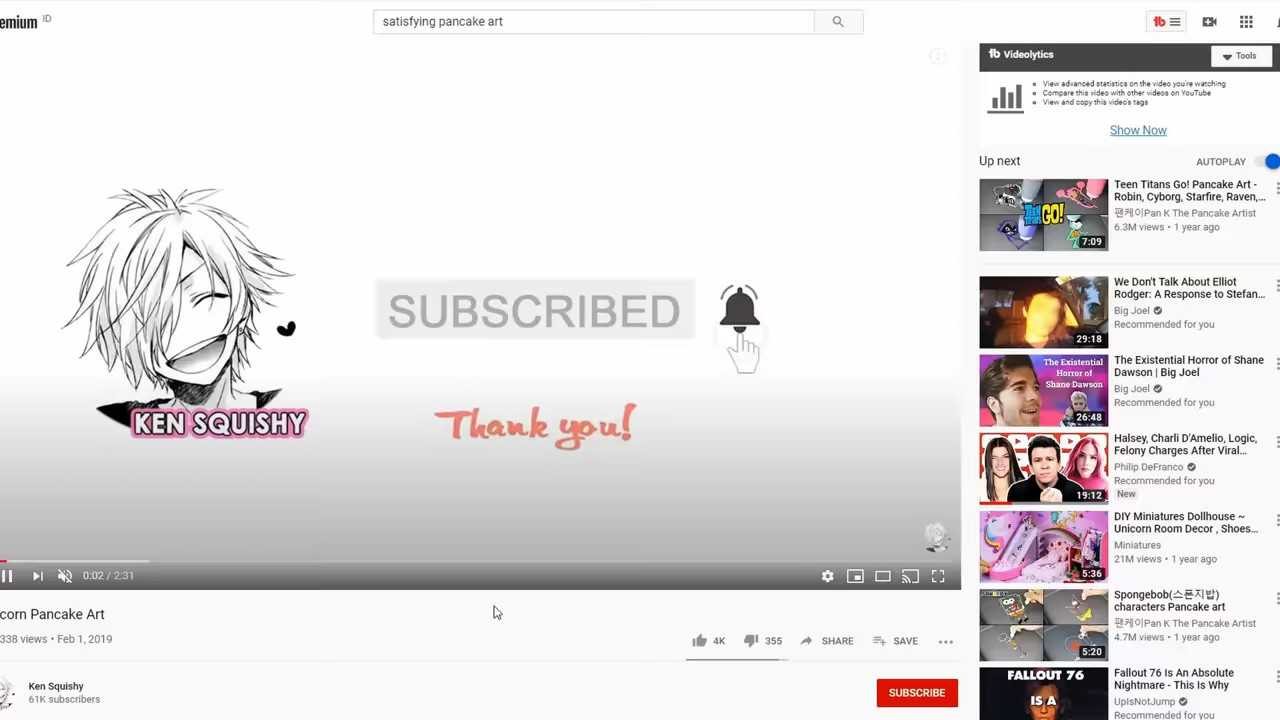 emium ID
satisfying pancake art
tb
SUBSCRIBED
KEN SQUISHY
Thank you!
0:02 / 2:31
corn Pancake Art
338 views • Feb 1, 2019
4K
355
SHARE
SAVE
Ken Squishy
61K subscribers
SUBSCRIBE
tb Videolytics
Tools
View advanced statistics on the video you're watching
Compare this video with other videos on YouTube
View and copy this video's tags
Show Now
Up next
AUTOPLAY
GO!
7:09
Teen Titans Go! Pancake Art -
Robin, Cyborg, Starfire, Raven,...
팬케이Pan K The Pancake Artist
6.3M views • 1 year ago
29:18
We Don't Talk About Elliot
Rodger: A Response to Stefan...
Big Joel
Recommended for you
The Existential
Horror of
Shane Dawson
26:48
The Existential Horror of Shane
Dawson | Big Joel
Big Joel
Recommended for you
19:12
Halsey, Charli D'Amelio, Logic,
Felony Charges After Viral...
Philip DeFranco
Recommended for you
New
5:36
DIY Miniatures Dollhouse ~
Unicorn Room Decor , Shoes...
Miniatures
21M views • 1 year ago
5:20
Spongebob(스폰지밥)
characters Pancake art
팬케이Pan K The Pancake Artist
4.7M views • 1 year ago
FALLOUT 76
IS A
Fallout 76 Is An Absolute
Nightmare - This Is Why
UpIsNotJump
Recommended for you